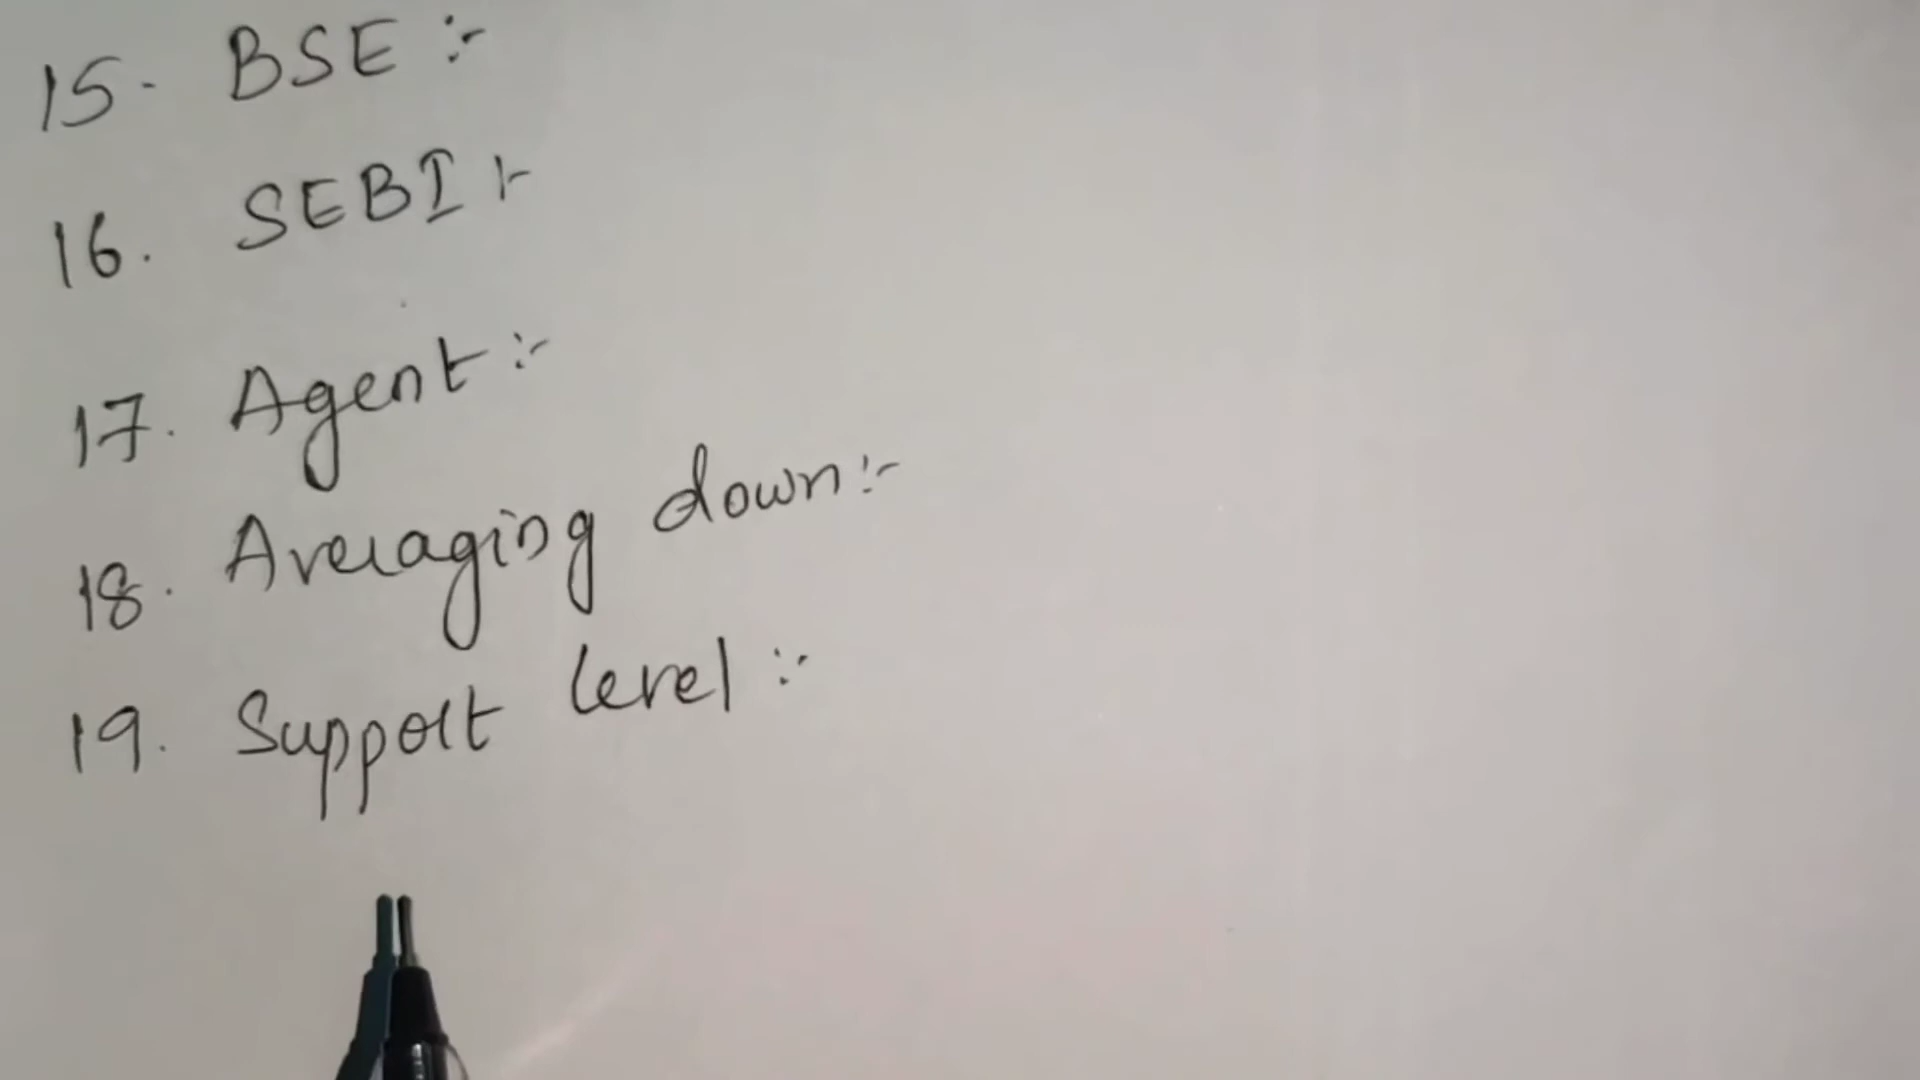 15. BSE :-
16. SEBI :-
17. Agent :-
18. Averaging down :-
19. Support level :-